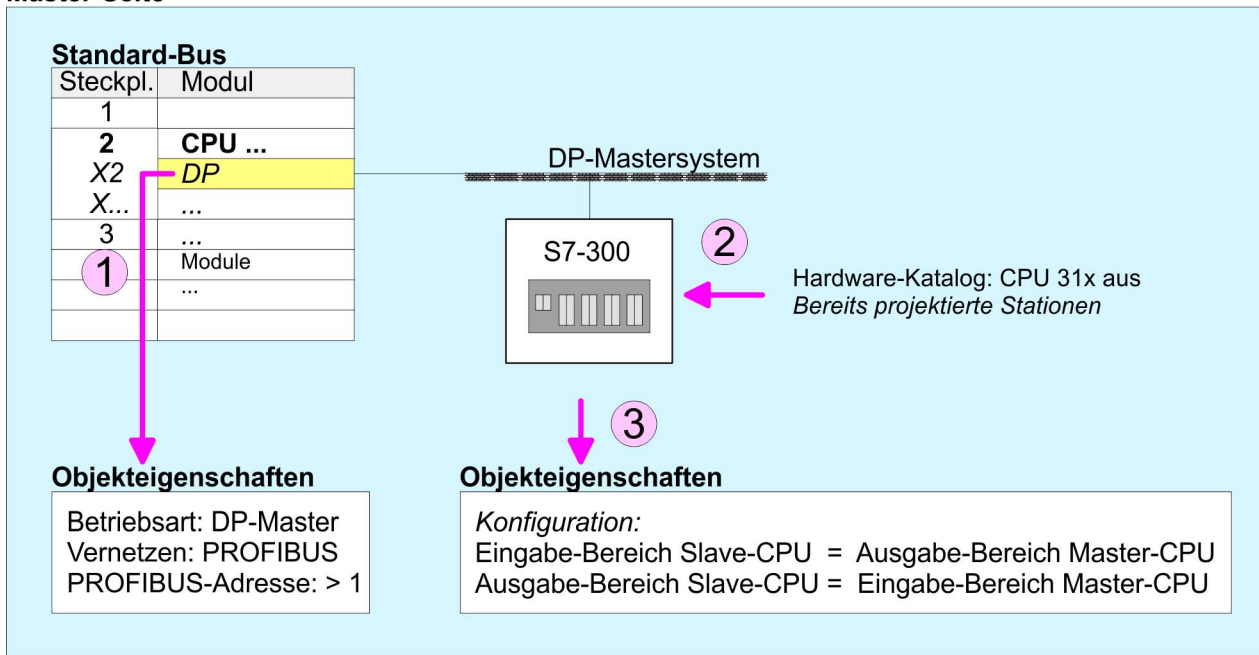 Standard-Bus
Steckpl. Modul
1
2 CPU ...
X2 DP
X... ...
3 ...
1 Module
...
DP-Mastersystem
S7-300
2
Hardware-Katalog: CPU 31x aus
Bereits projektierte Stationen
3
Objekteigenschaften
Betriebsart: DP-Master
Vernetzen: PROFIBUS
PROFIBUS-Adresse: > 1
Objekteigenschaften
Konfiguration:
Eingabe-Bereich Slave-CPU = Ausgabe-Bereich Master-CPU
Ausgabe-Bereich Slave-CPU = Eingabe-Bereich Master-CPU